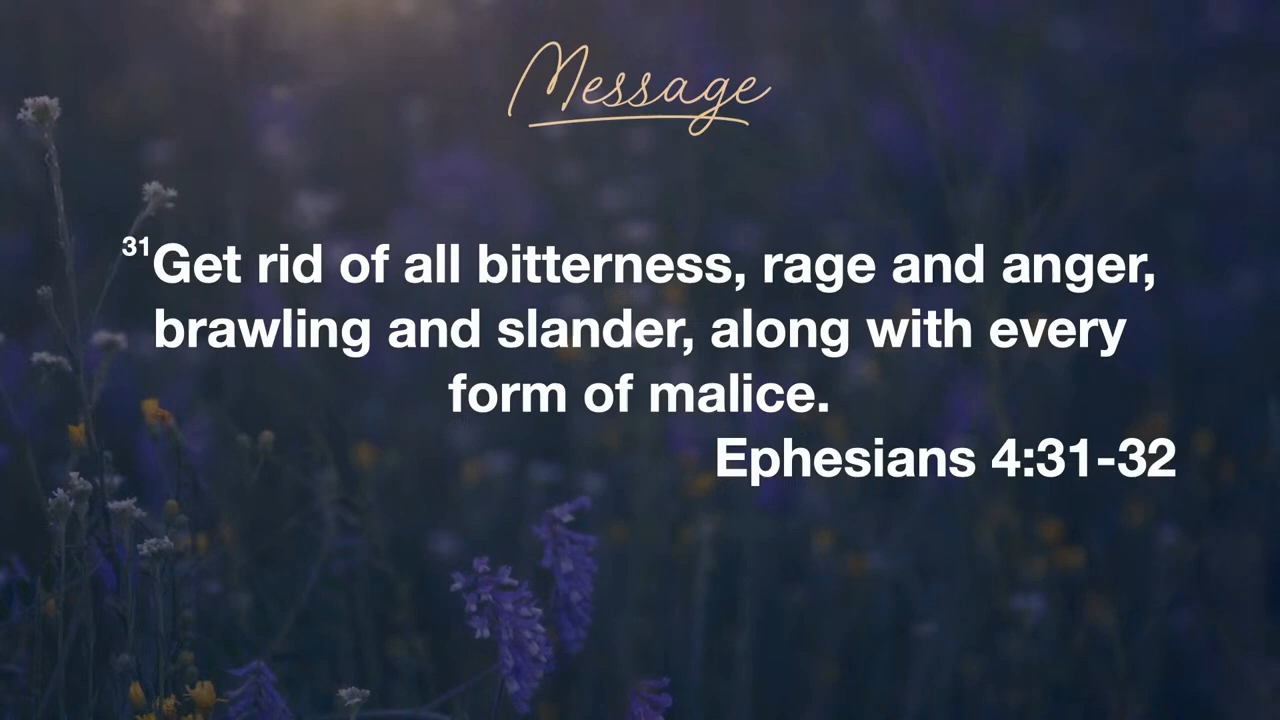 Message
31Get rid of all bitterness, rage and anger,
brawling and slander, along with every
form of malice.
Ephesians 4:31-32